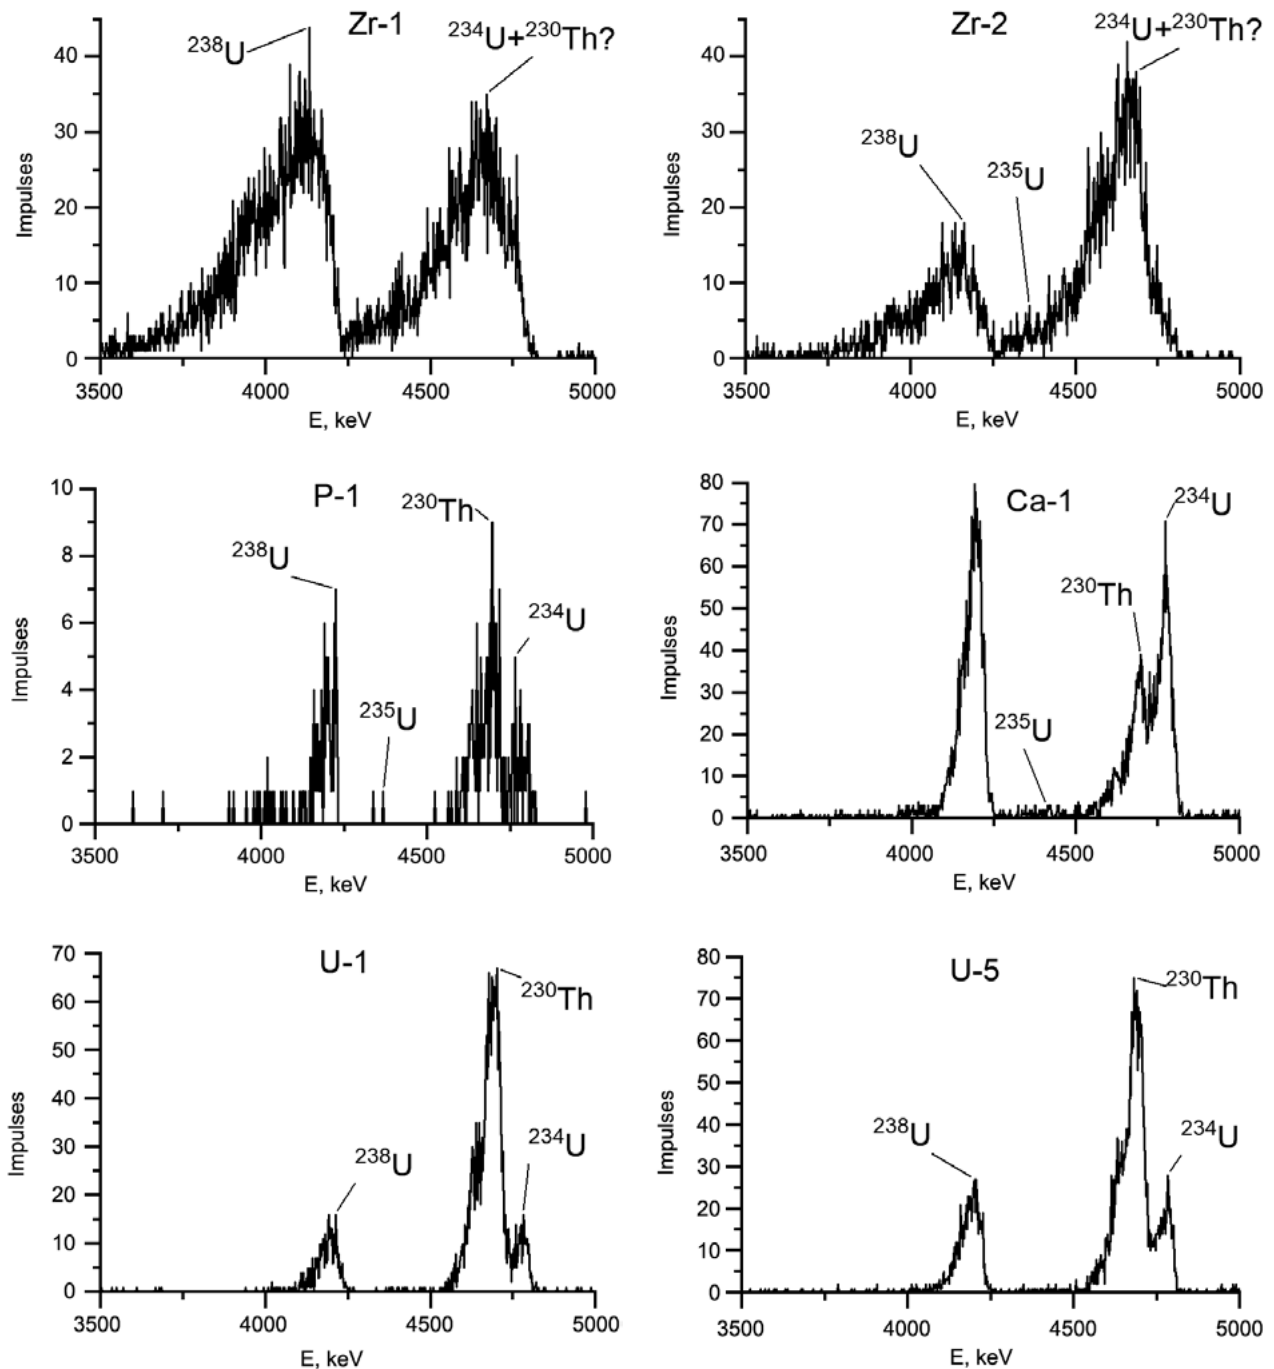 Zr-1
²³⁸U
²³⁴U+²³⁰Th?
Impulses
40
30
20
10
0
3500 4000 4500 5000
E, keV
Zr-2
²³⁴U+²³⁰Th?
²³⁸U
²³⁵U
Impulses
40
30
20
10
0
3500 4000 4500 5000
E, keV
P-1
²³⁰Th
²³⁸U
²³⁴U
²³⁵U
Impulses
10
8
6
4
2
0
3500 4000 4500 5000
E, keV
Ca-1
²³⁴U
²³⁰Th
²³⁵U
Impulses
80
70
60
50
40
30
20
10
0
3500 4000 4500 5000
E, keV
U-1
²³⁰Th
²³⁴U
²³⁸U
Impulses
70
60
50
40
30
20
10
0
3500 4000 4500 5000
E, keV
U-5
²³⁰Th
²³⁸U
²³⁴U
Impulses
80
70
60
50
40
30
20
10
0
3500 4000 4500 5000
E, keV